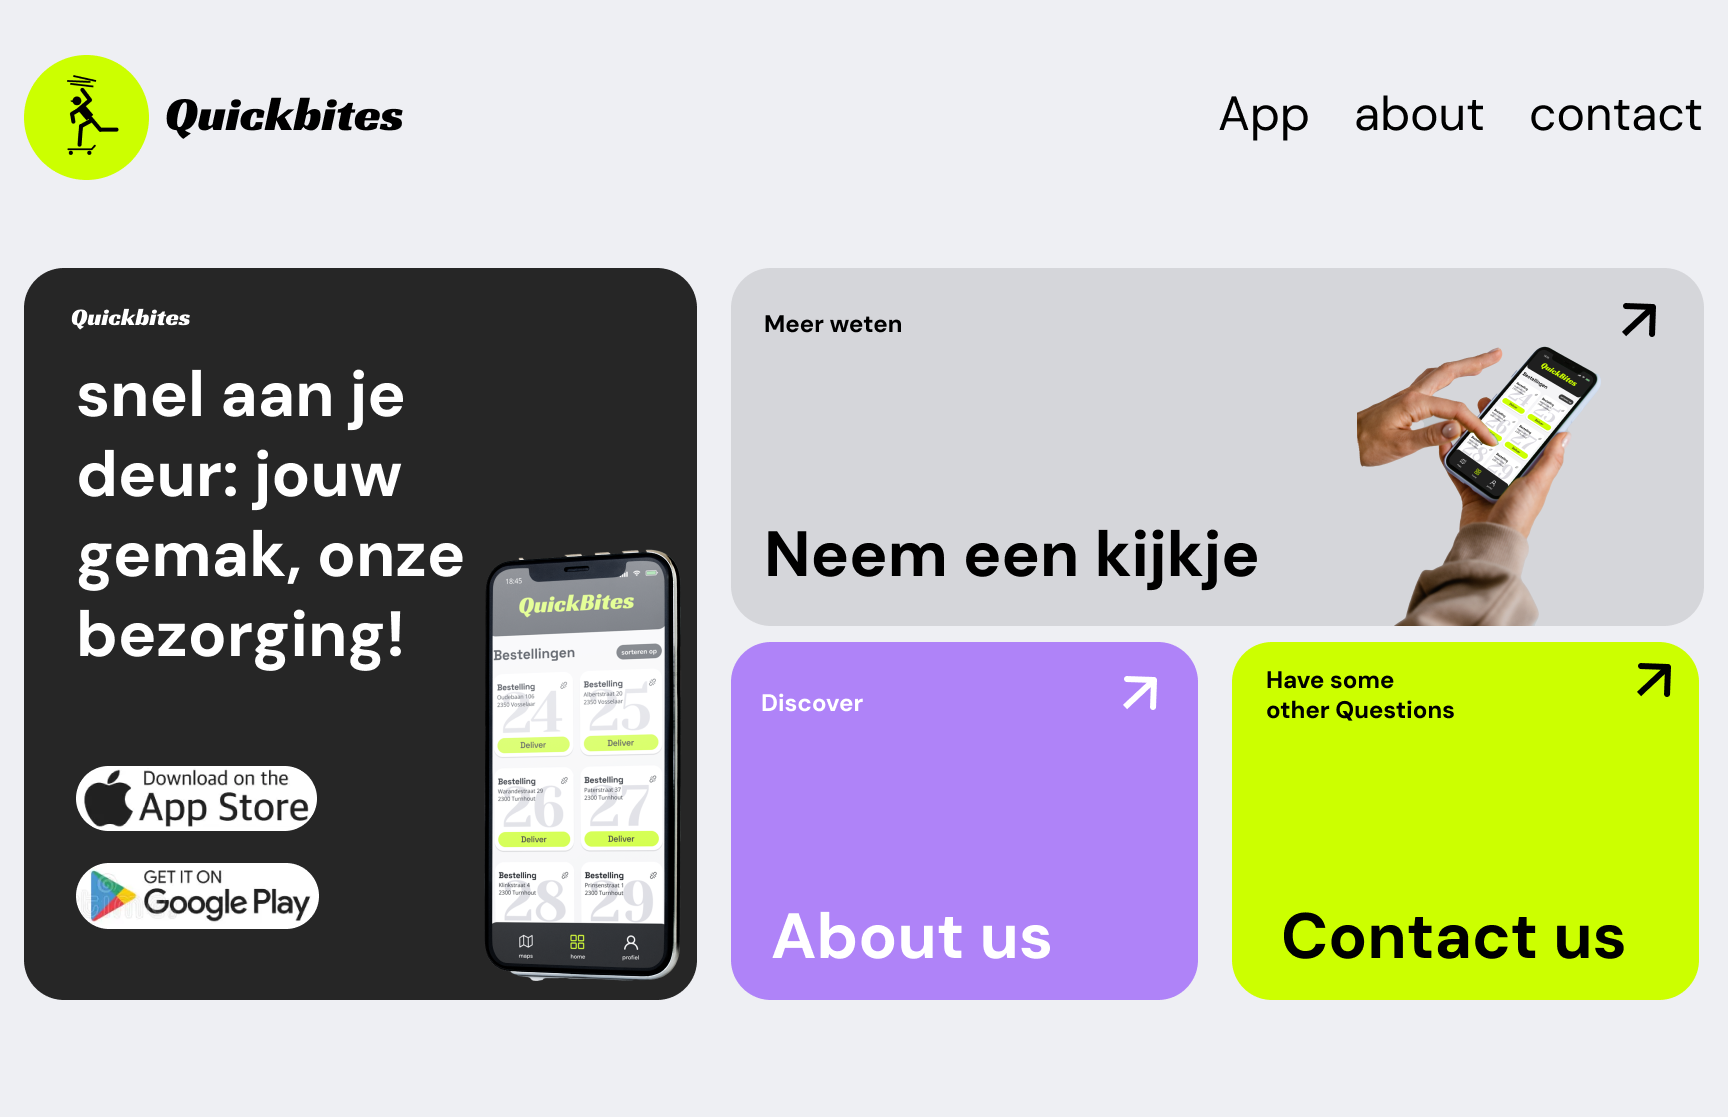 Quickbites
App about contact
Quickbites
snel aan je
deur: jouw
gemak, onze
bezorging!
Download on the
App Store
GET IT ON
Google Play
18:45
QuickBites
Bestellingen
sorteren op
Bestelling
Oudebaan 106
2350 Vosselaar
24
Deliver
Bestelling
Albertstraat 20
2350 Vosselaar
25
Deliver
Bestelling
Warandestraat 29
2300 Turnhout
26
Deliver
Bestelling
Paterstraat 37
2300 Turnhout
27
Deliver
Bestelling
Klinkstraat 4
2300 Turnhout
28
Bestelling
Prinsenstraat 1
2300 Turnhout
29
maps home profiel
Meer weten
Neem een kijkje
QuickBites
Bestellingen
Discover
About us
Have some
other Questions
Contact us